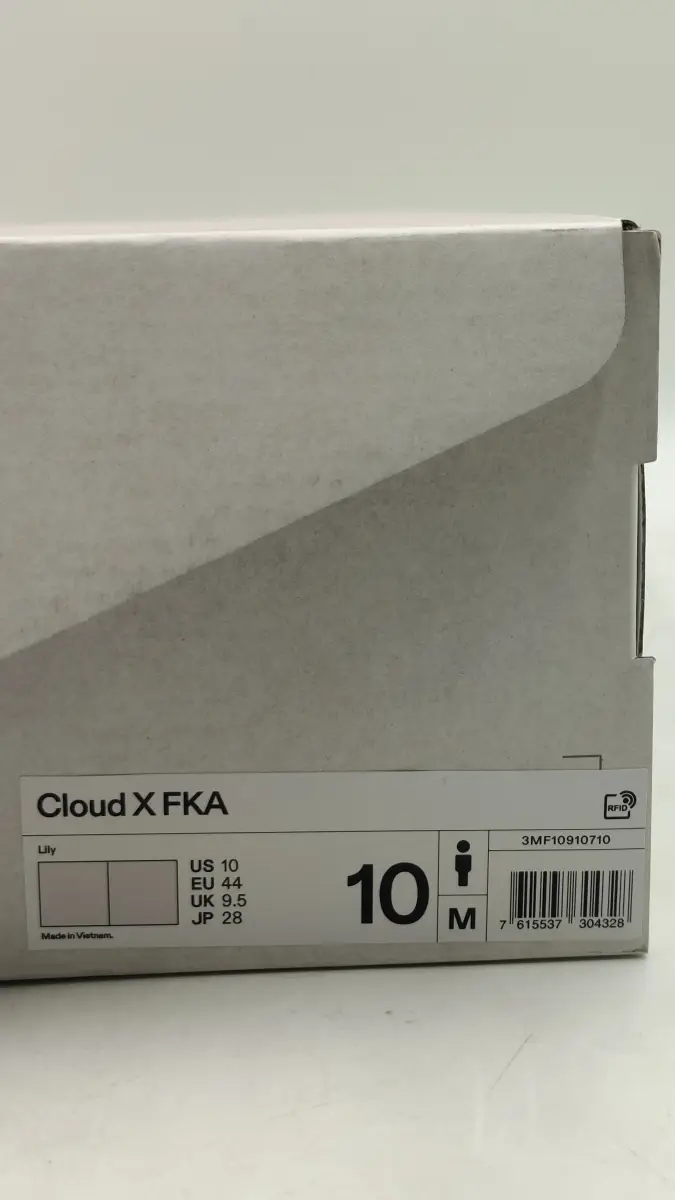 Cloud X FKA
RFID
Lily
US 10
EU 44
UK 9.5
JP 28
Made in Vietnam.
10
M
3MF10910710
7 615537 304328